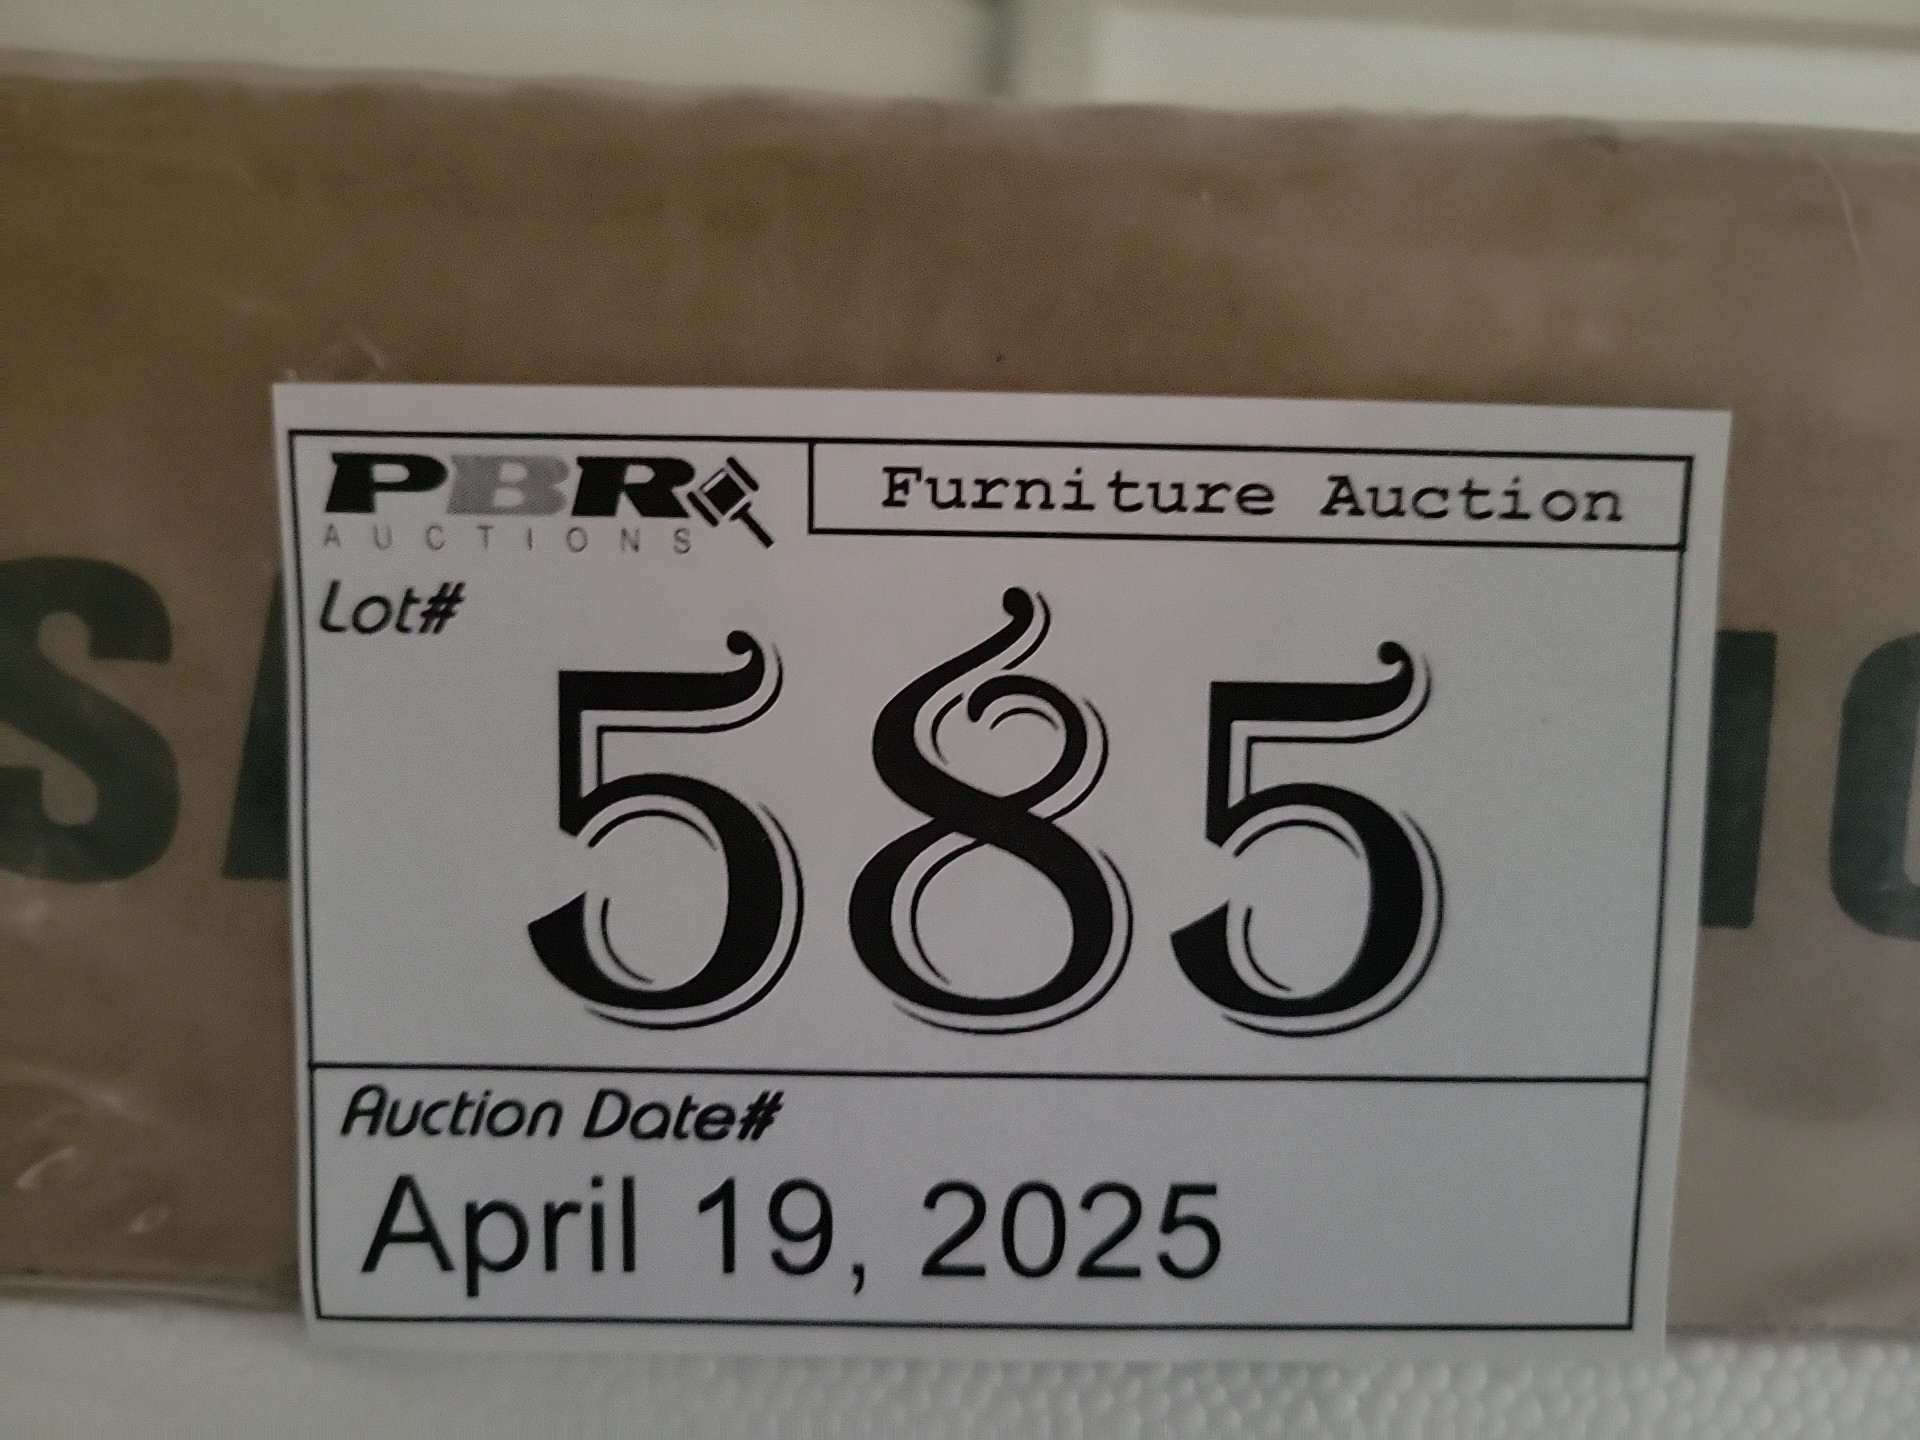 PBR
AUCTIONS
Furniture Auction
Lot#
585
Auction Date#
April 19, 2025